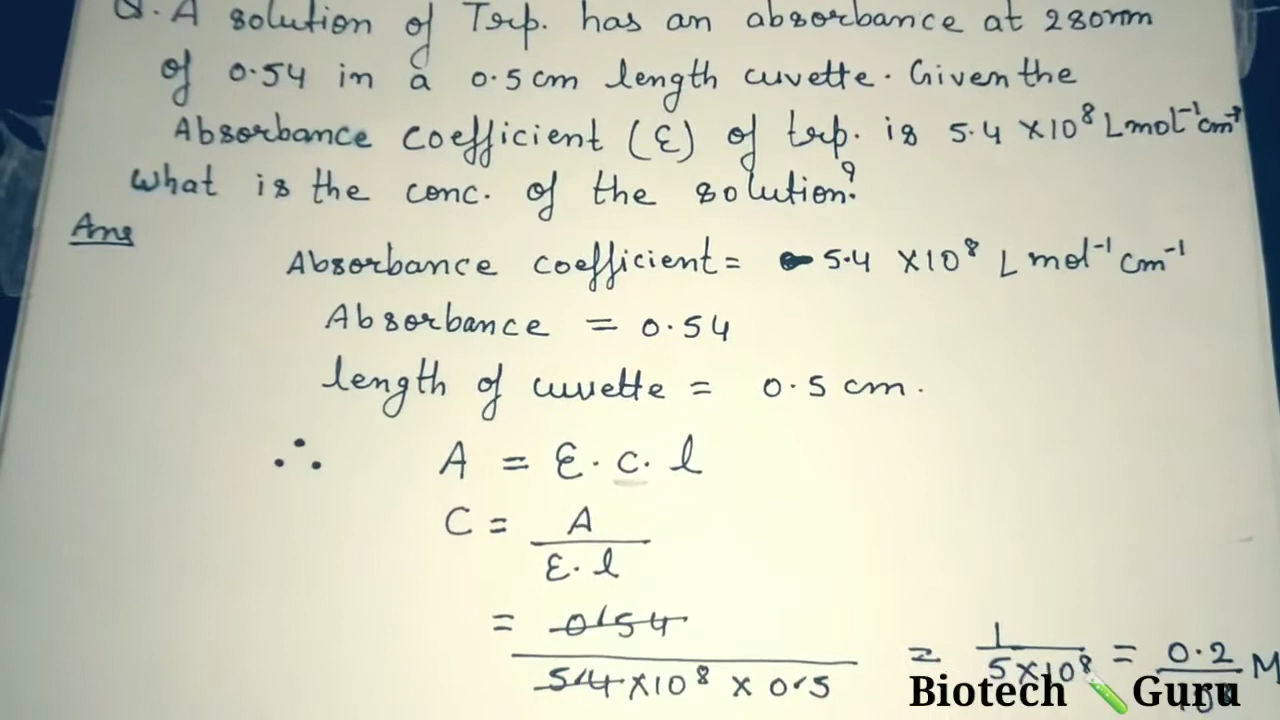 Q. A solution of Trp. has an absorbance at 280nm
of 0.54 in a 0.5cm length cuvette. Given the
Absorbance coefficient (ε) of trp. is 5.4 ×10⁸ L mol⁻¹ cm⁻¹
What is the conc. of the solution?
Ans
Absorbance coefficient = 5.4 ×10⁸ L mol⁻¹ cm⁻¹
Absorbance = 0.54
length of cuvette = 0.5 cm.
∴ A = ε. c. l
C = A / ε. l
= 0.54 / 5.4 ×10⁸ × 0.5 = 1 / 5×10⁸ = 0.2 / 10⁸ M
Biotech Guru